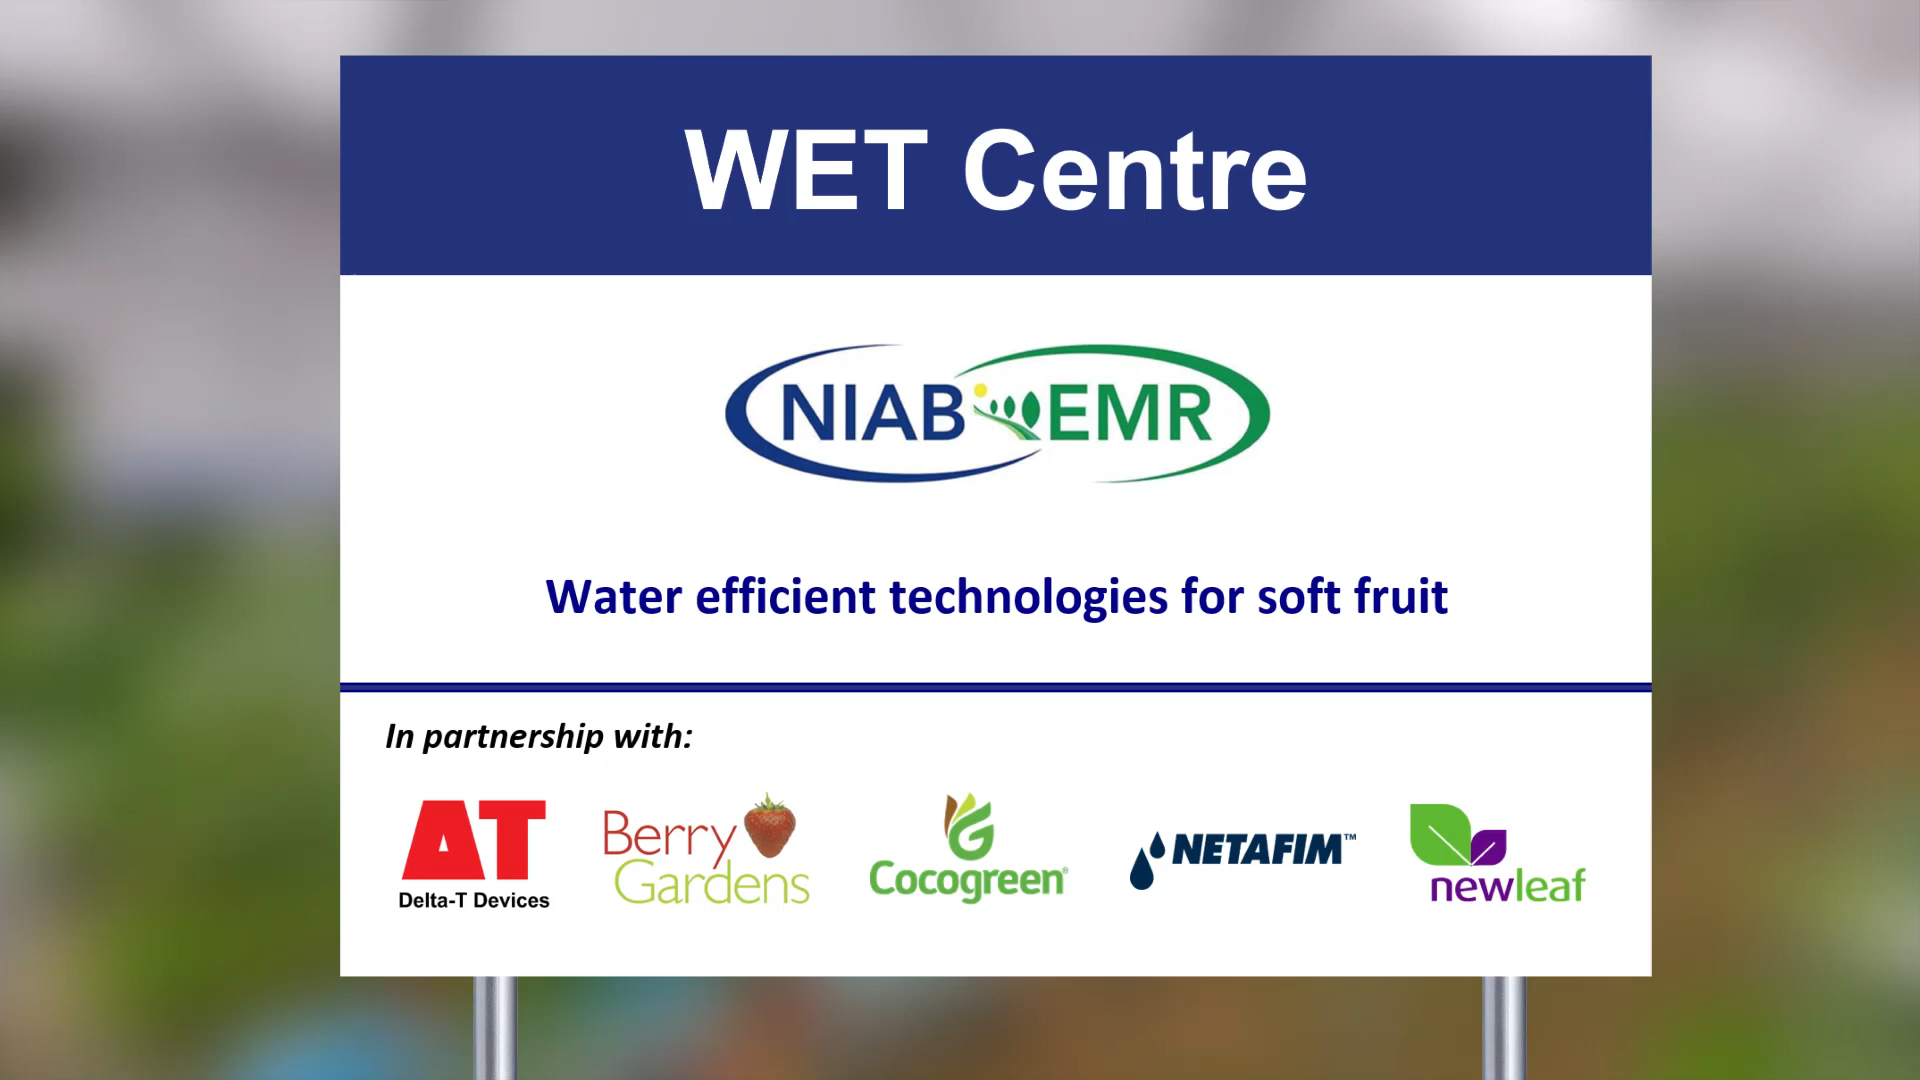 WET Centre
NIAB EMR
Water efficient technologies for soft fruit
In partnership with:
ΔT
Delta-T Devices
Berry
Gardens
Cocogreen®
NETAFIM™
newleaf